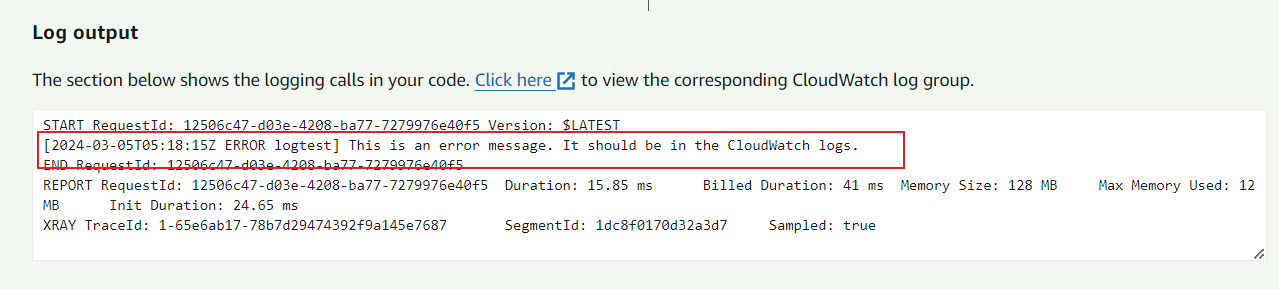 Log output
The section below shows the logging calls in your code. Click here to view the corresponding CloudWatch log group.
START RequestId: 12506c47-d03e-4208-ba77-7279976e40f5 Version: $LATEST
[2024-03-05T05:18:15Z ERROR logtest] This is an error message. It should be in the CloudWatch logs.
END RequestId: 12506c47-d03e-4208-ba77-7279976e40f5
REPORT RequestId: 12506c47-d03e-4208-ba77-7279976e40f5 Duration: 15.85 ms Billed Duration: 41 ms Memory Size: 128 MB Max Memory Used: 12
MB Init Duration: 24.65 ms
XRAY TraceId: 1-65e6ab17-78b7d29474392f9a145e7687 SegmentId: 1dc8f0170d32a3d7 Sampled: true